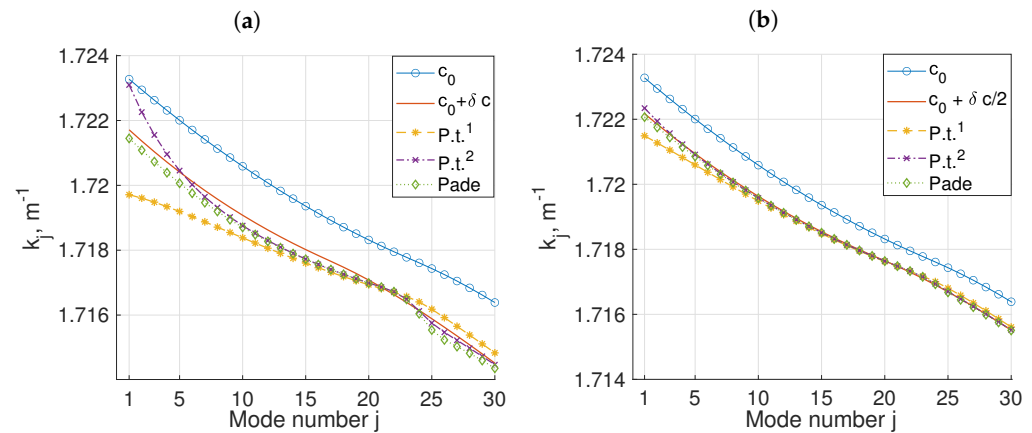 (a)
1.724
1.722
1.72
1.718
1.716
k_j, m^{-1}
c_0
c_0+δ c
P.t.^1
P.t.^2
Pade
1 5 10 15 20 25 30
Mode number j
(b)
1.724
1.722
1.72
1.718
1.716
1.714
k_j, m^{-1}
c_0
c_0 + δ c/2
P.t.^1
P.t.^2
Pade
1 5 10 15 20 25 30
Mode number j